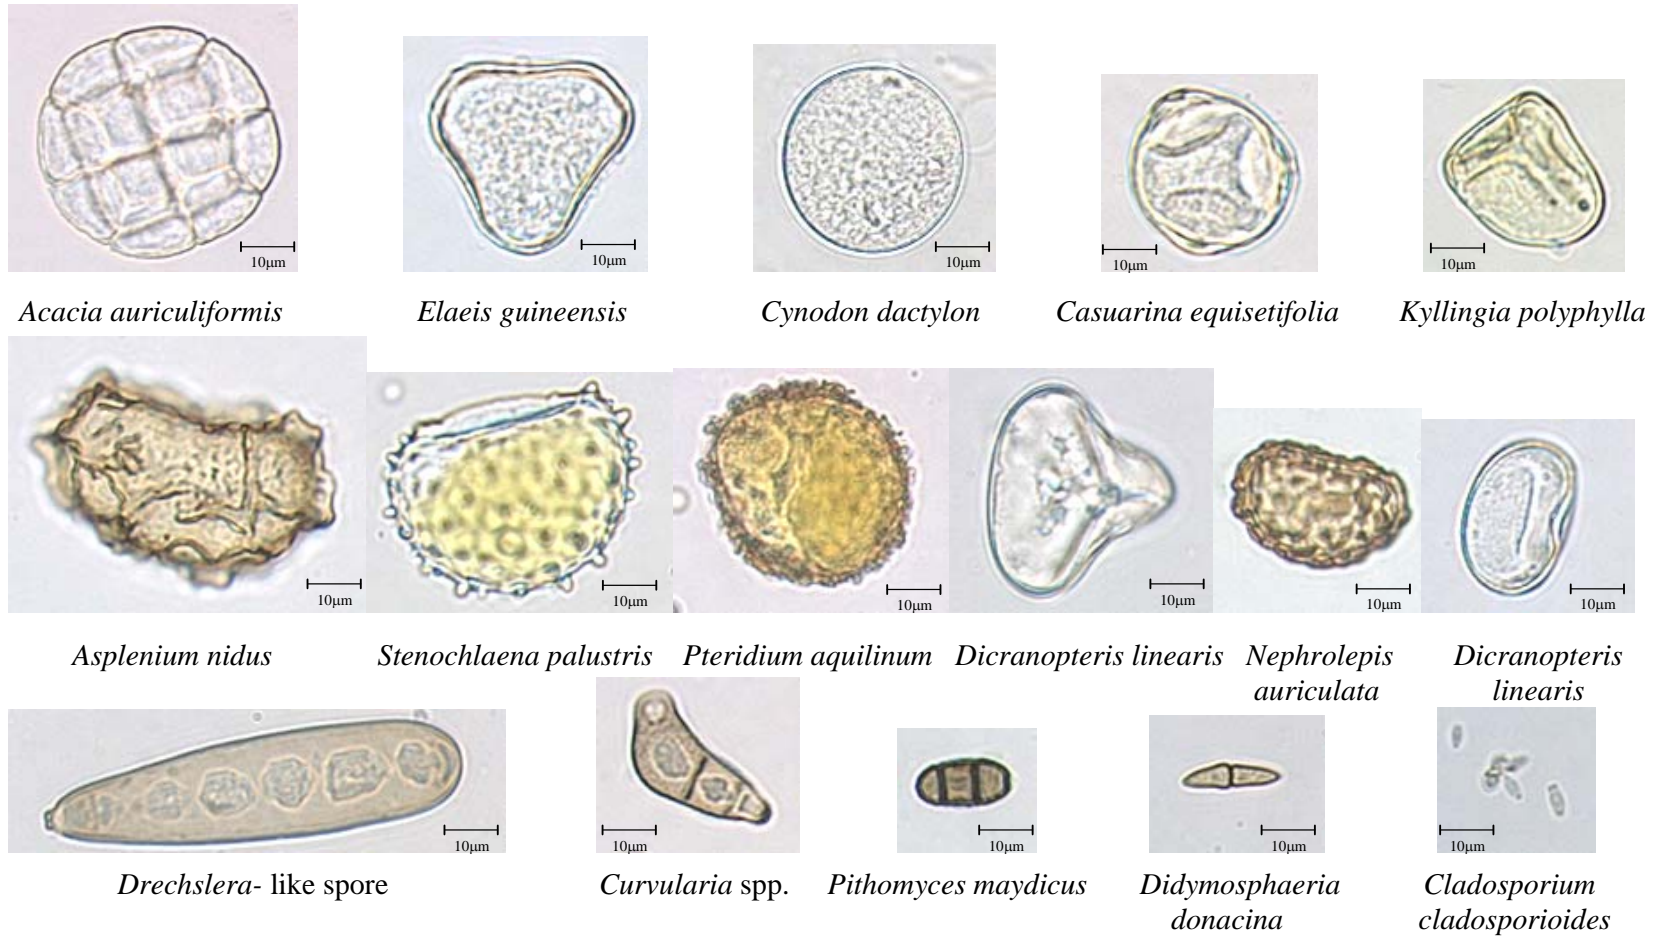 10μm
10μm
10μm
10μm
10μm
Acacia auriculiformis
Elaeis guineensis
Cynodon dactylon
Casuarina equisetifolia
Kyllingia polyphylla
10μm
10μm
10μm
10μm
10μm
10μm
Asplenium nidus
Stenochlaena palustris
Pteridium aquilinum
Dicranopteris linearis
Nephrolepis
auriculata
Dicranopteris
linearis
10μm
10μm
10μm
10μm
10μm
Drechslera- like spore
Curvularia spp.
Pithomyces maydicus
Didymosphaeria
donacina
Cladosporium
cladosporioides